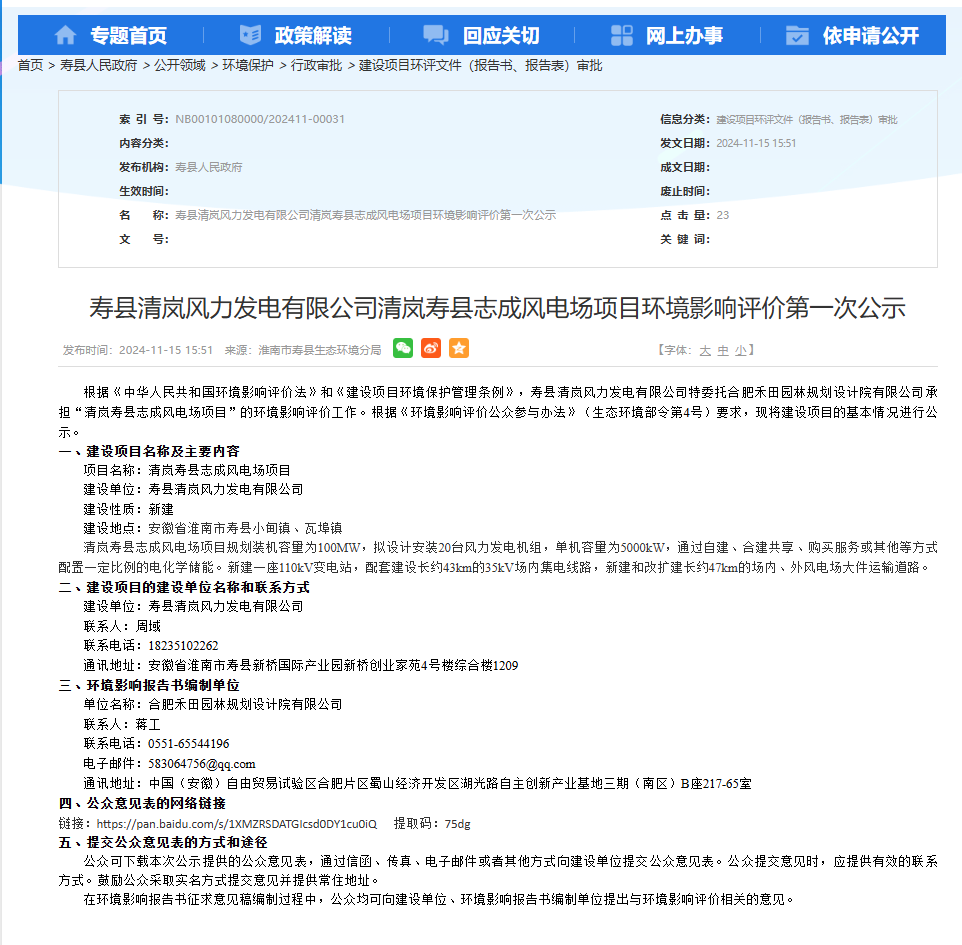 专题首页 政策解读 回应关切 网上办事 依申请公开
首页 > 寿县人民政府 > 公开领域 > 环境保护 > 行政审批 > 建设项目环评文件（报告书、报告表）审批
索 引 号： NB00101080000/202411-00031 信息分类： 建设项目环评文件（报告书、报告表）审批
内容分类： 发文日期： 2024-11-15 15:51
发布机构： 寿县人民政府 成文日期：
生效时间： 废止时间：
名 称： 寿县清岚风力发电有限公司清岚寿县志成风电场项目环境影响评价第一次公示 点 击 量： 23
文 号： 关 键 词：
寿县清岚风力发电有限公司清岚寿县志成风电场项目环境影响评价第一次公示
发布时间：2024-11-15 15:51 来源：淮南市寿县生态环境分局 【字体：大 中 小】
根据《中华人民共和国环境影响评价法》和《建设项目环境保护管理条例》，寿县清岚风力发电有限公司特委托合肥禾田园林规划设计院有限公司承
担“清岚寿县志成风电场项目”的环境影响评价工作。根据《环境影响评价公众参与办法》（生态环境部令第4号）要求，现将建设项目的基本情况进行公
示。
一、建设项目名称及主要内容
项目名称：清岚寿县志成风电场项目
建设单位：寿县清岚风力发电有限公司
建设性质：新建
建设地点：安徽省淮南市寿县小甸镇、瓦埠镇
清岚寿县志成风电场项目规划装机容量为100MW，拟设计安装20台风力发电机组，单机容量为5000kW，通过自建、合建共享、购买服务或其他等方式
配置一定比例的电化学储能。新建一座110kV变电站，配套建设长约43km的35kV场内集电线路，新建和改扩建长约47km的场内、外风电场大件运输道路。
二、建设项目的建设单位名称和联系方式
建设单位：寿县清岚风力发电有限公司
联系人：周域
联系电话：18235102262
通讯地址：安徽省淮南市寿县新桥国际产业园新桥创业家苑4号楼综合楼1209
三、环境影响报告书编制单位
单位名称：合肥禾田园林规划设计院有限公司
联系人：蒋工
联系电话：0551-65544196
电子邮件：583064756@qq.com
通讯地址：中国（安徽）自由贸易试验区合肥片区蜀山经济开发区湖光路自主创新产业基地三期（南区）B座217-65室
四、公众意见表的网络链接
链接：https://pan.baidu.com/s/1XMZRSDATGIcsd0DY1cu0iQ 提取码：75dg
五、提交公众意见表的方式和途径
公众可下载本次公示提供的公众意见表，通过信函、传真、电子邮件或者其他方式向建设单位提交公众意见表。公众提交意见时，应提供有效的联系
方式。鼓励公众采取实名方式提交意见并提供常住地址。
在环境影响报告书征求意见稿编制过程中，公众均可向建设单位、环境影响报告书编制单位提出与环境影响评价相关的意见。